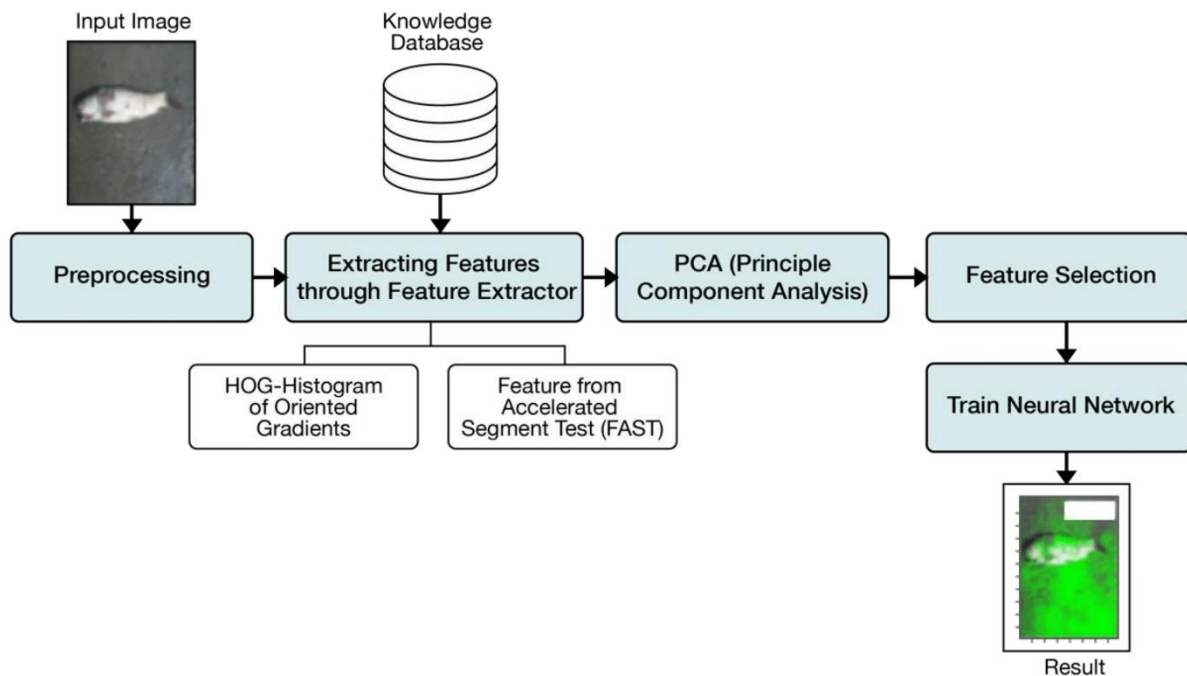 Input Image
Knowledge
Database
Preprocessing
Extracting Features
through Feature Extractor
PCA (Principle
Component Analysis)
Feature Selection
HOG-Histogram
of Oriented
Gradients
Feature from
Accelerated
Segment Test (FAST)
Train Neural Network
Result